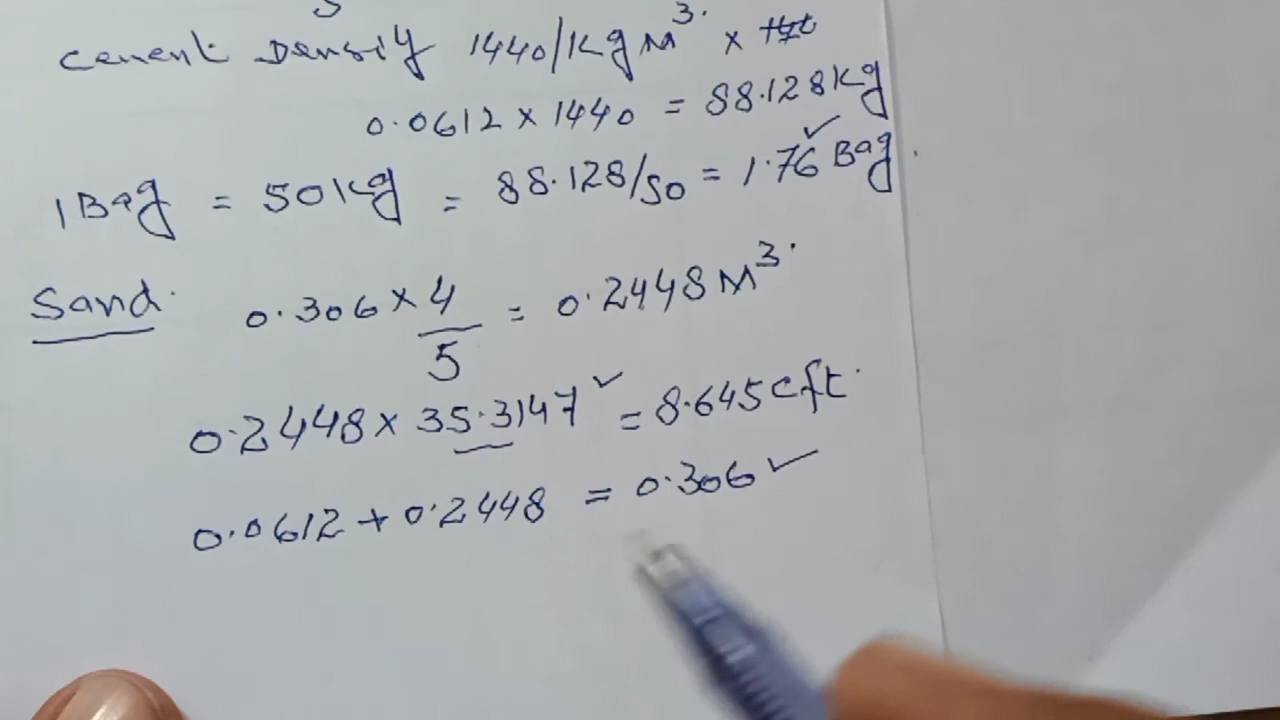 Cement Density 1440/Kg M³ ×
0.0612 × 1440 = 88.128 Kg
1 Bag = 50 Kg = 88.128/50 = 1.76 Bag.
Sand. 0.306 × 4/5 = 0.2448 M³.
0.2448 × 35.3147 ✓ = 8.645 cft.
0.0612 + 0.2448 = 0.306 ✓